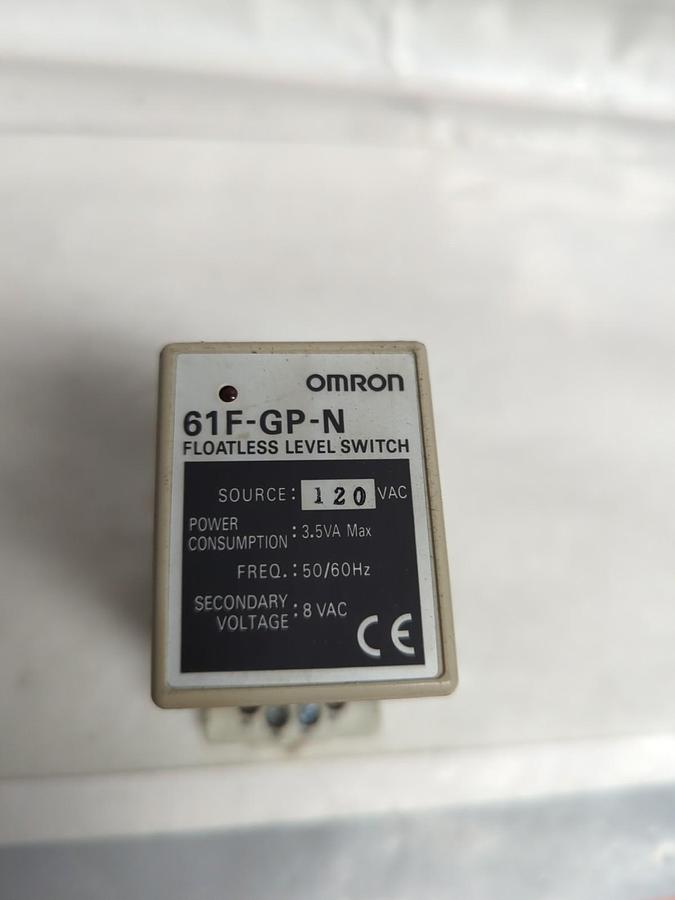 OMRON
61F-GP-N
FLOATLESS LEVEL SWITCH
SOURCE: 120 VAC
POWER
CONSUMPTION : 3.5VA Max
FREQ. : 50/60Hz
SECONDARY
VOLTAGE : 8 VAC
CE